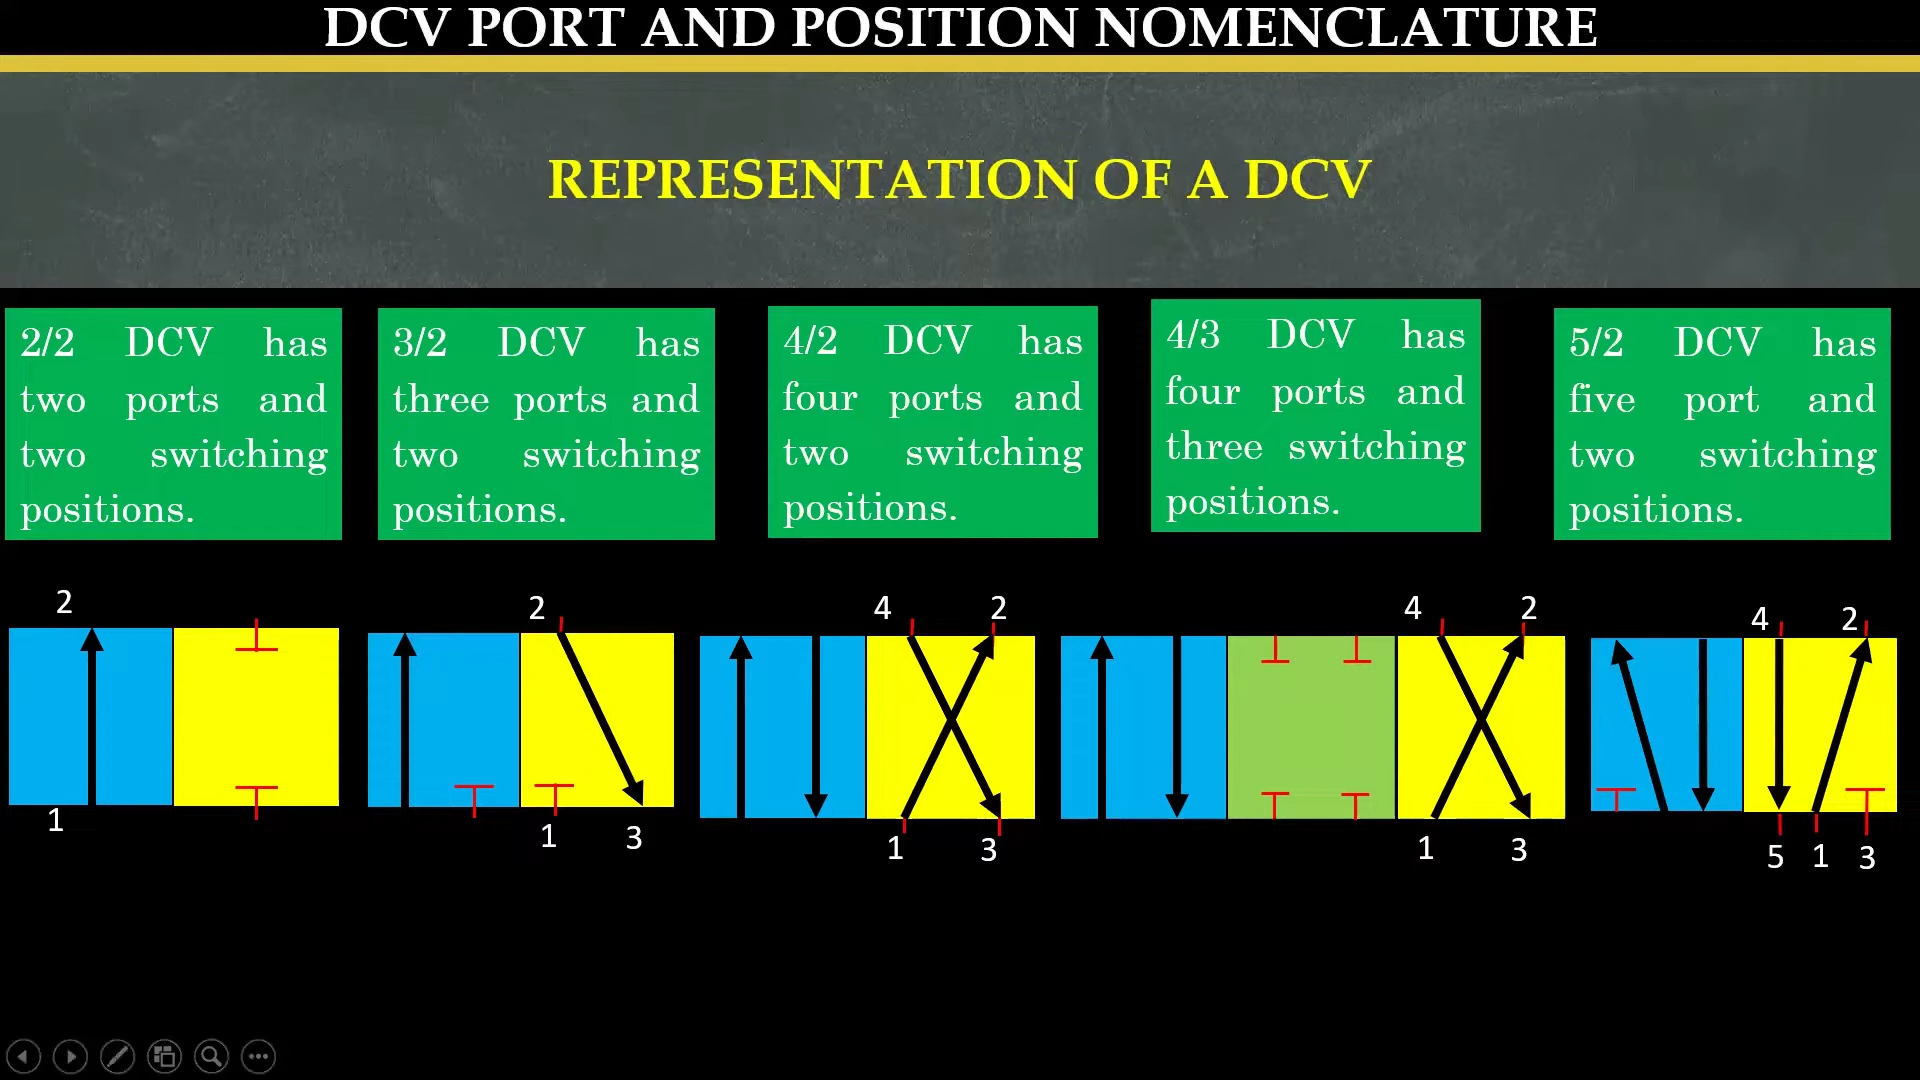 DCV PORT AND POSITION NOMENCLATURE
REPRESENTATION OF A DCV
2/2 DCV has
two ports and
two switching
positions.
3/2 DCV has
three ports and
two switching
positions.
4/2 DCV has
four ports and
two switching
positions.
4/3 DCV has
four ports and
three switching
positions.
5/2 DCV has
five port and
two switching
positions.
2
1
2
1 3
4 2
1 3
4 2
1 3
4 2
5 1 3